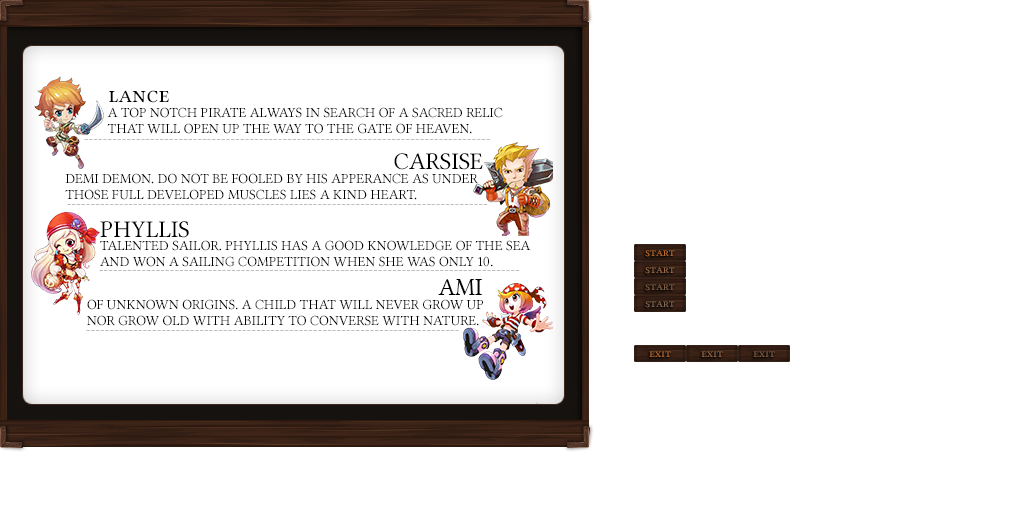 LANCE
A TOP NOTCH PIRATE ALWAYS IN SEARCH OF A SACRED RELIC
THAT WILL OPEN UP THE WAY TO THE GATE OF HEAVEN.
CARSISE
DEMI DEMON. DO NOT BE FOOLED BY HIS APPERANCE AS UNDER
THOSE FULL DEVELOPED MUSCLES LIES A KIND HEART.
PHYLLIS
TALENTED SAILOR. PHYLLIS HAS A GOOD KNOWLEDGE OF THE SEA
AND WON A SAILING COMPETITION WHEN SHE WAS ONLY 10.
AMI
OF UNKNOWN ORIGINS. A CHILD THAT WILL NEVER GROW UP
NOR GROW OLD WITH ABILITY TO CONVERSE WITH NATURE.
START
START
START
START
EXIT EXIT EXIT